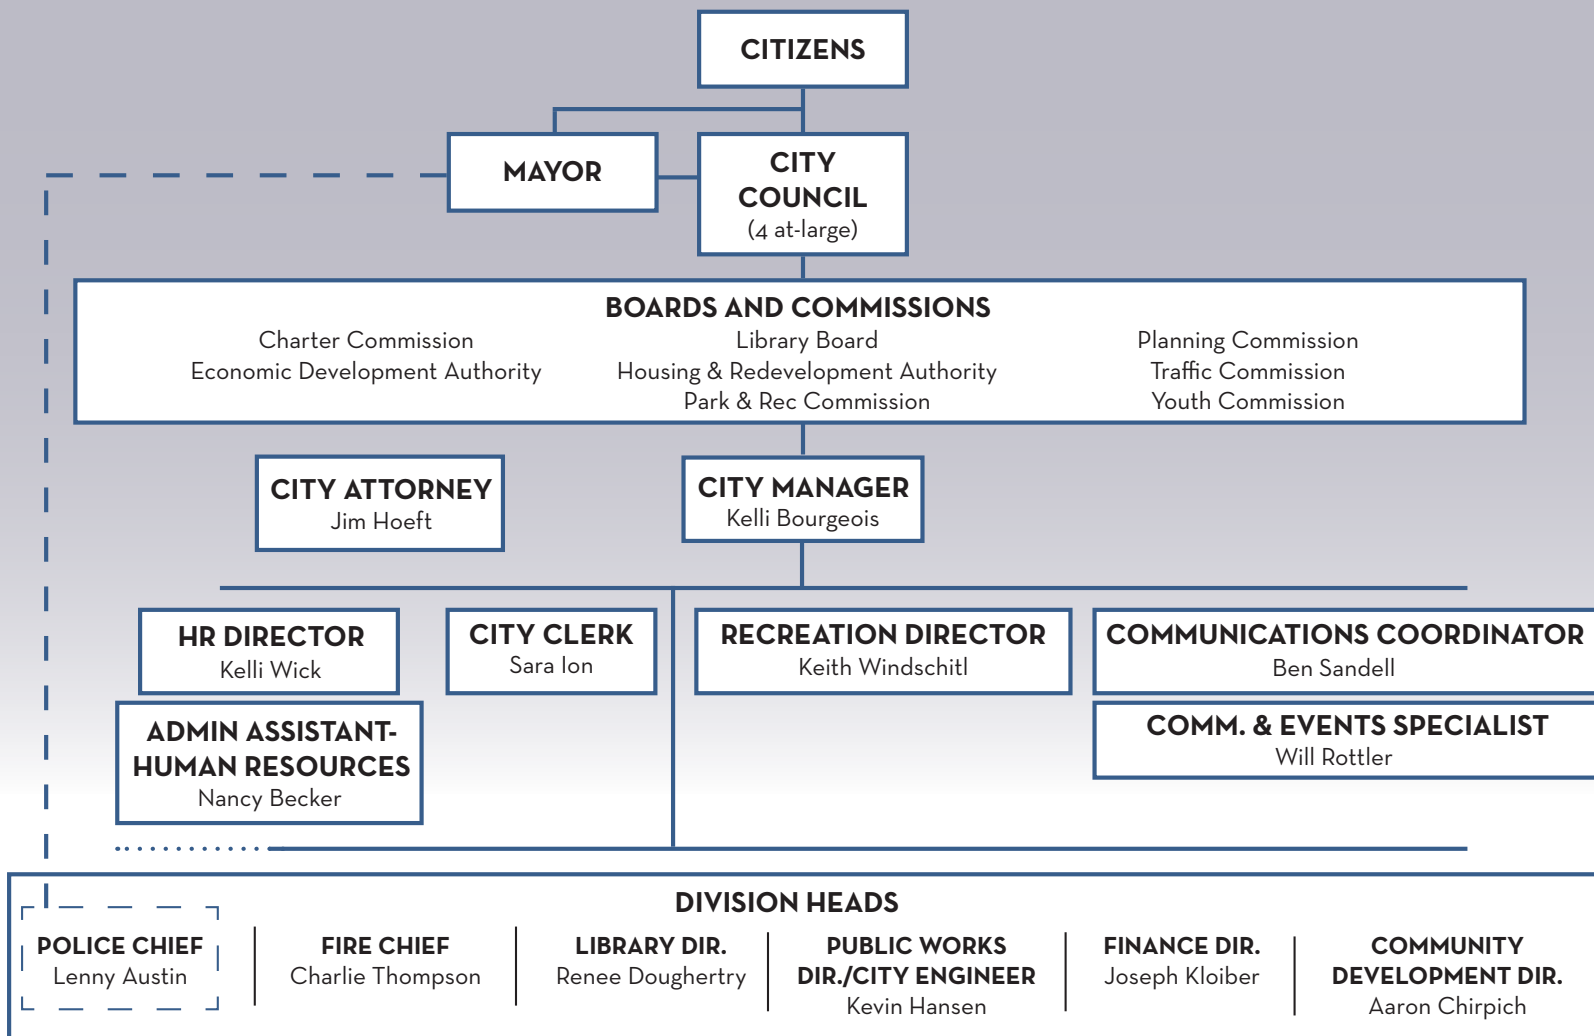 CITIZENS
MAYOR
CITY
COUNCIL
(4 at-large)
BOARDS AND COMMISSIONS
Charter Commission
Economic Development Authority
Library Board
Housing & Redevelopment Authority
Park & Rec Commission
Planning Commission
Traffic Commission
Youth Commission
CITY ATTORNEY
Jim Hoeft
CITY MANAGER
Kelli Bourgeois
HR DIRECTOR
Kelli Wick
CITY CLERK
Sara Ion
RECREATION DIRECTOR
Keith Windschitl
COMMUNICATIONS COORDINATOR
Ben Sandell
ADMIN ASSISTANT-
HUMAN RESOURCES
Nancy Becker
COMM. & EVENTS SPECIALIST
Will Rottler
DIVISION HEADS
POLICE CHIEF
Lenny Austin
FIRE CHIEF
Charlie Thompson
LIBRARY DIR.
Renee Doughertry
PUBLIC WORKS
DIR./CITY ENGINEER
Kevin Hansen
FINANCE DIR.
Joseph Kloiber
COMMUNITY
DEVELOPMENT DIR.
Aaron Chirpich